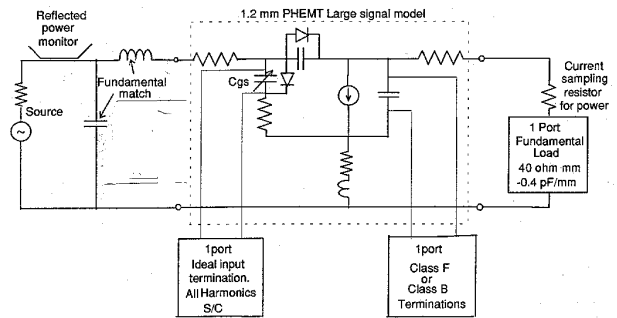 1.2 mm PHEMT Large signal model
Reflected
power
monitor
Fundamental
match
Source
Cgs
Current
sampling
resistor
for power
1 Port
Fundamental
Load
40 ohm mm
-0.4 pF/mm
1port
Ideal input
termination.
All Harmonics
S/C
1port
Class F
or
Class B
Terminations